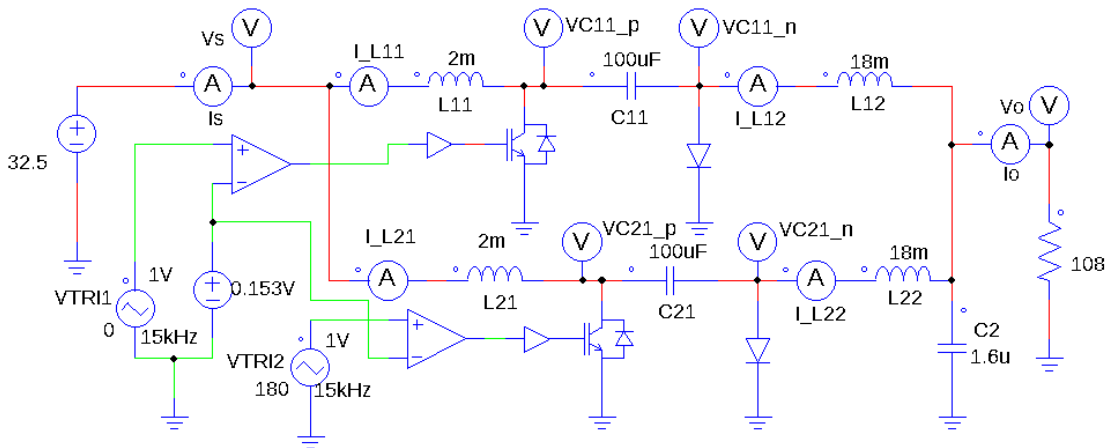 Vs
V
I_L11
2m
V
VC11_p
100uF
V
VC11_n
18m
A
Is
A
L11
C11
A
I_L12
L12
Vo
V
A
Io
32.5
1V
VTRI1
0
15kHz
0.153V
I_L21
2m
V
VC21_p
100uF
V
VC21_n
18m
A
L21
C21
A
I_L22
L22
108
1V
VTRI2
180
15kHz
C2
1.6u